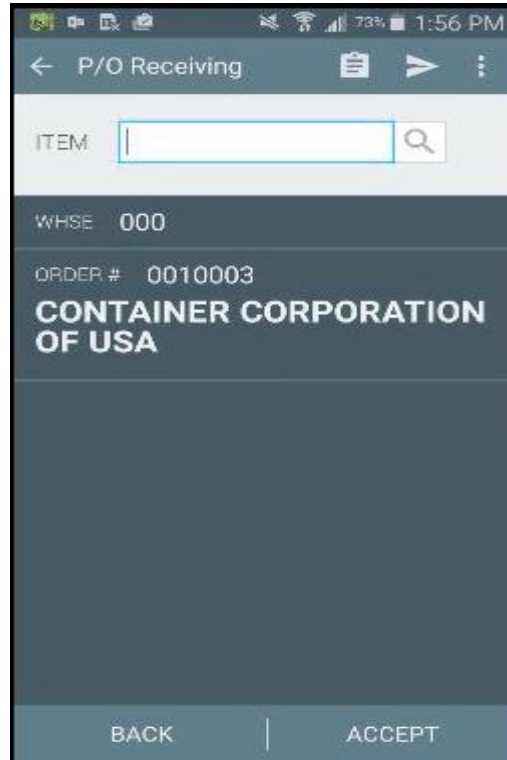 73% 1:56 PM
P/O Receiving
ITEM
WHSE 000
ORDER # 0010003
CONTAINER CORPORATION
OF USA
BACK ACCEPT